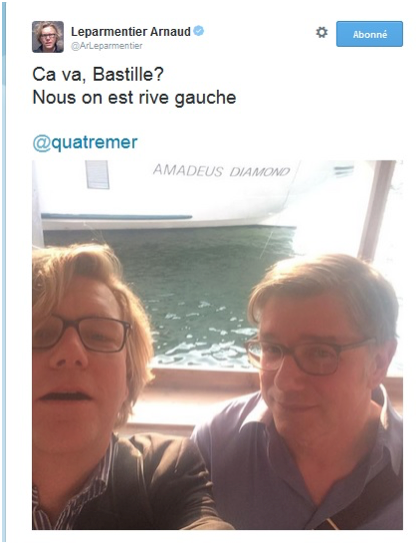 Leparmentier Arnaud
@ArLeparmentier
Abonné
Ca va, Bastille?
Nous on est rive gauche
@quatremer
AMADEUS DIAMOND